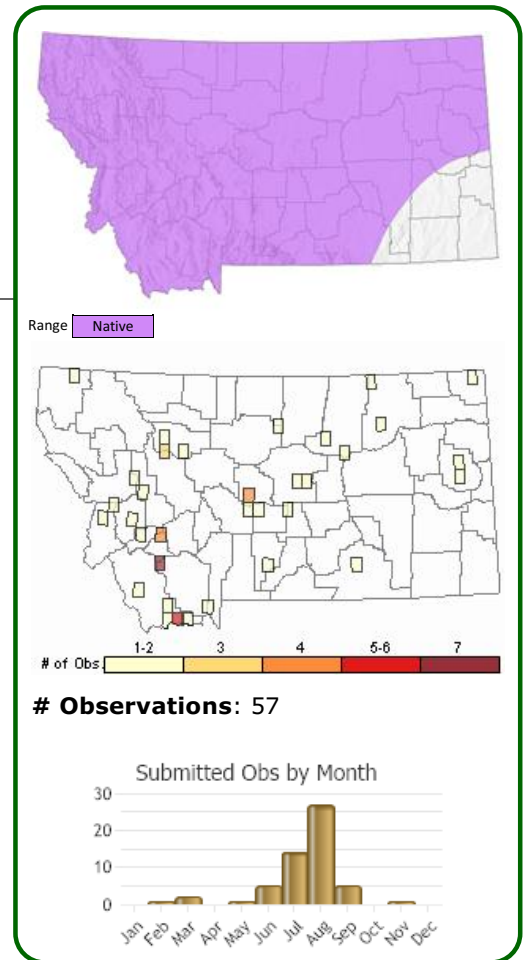 Range Native
1-2 3 4 5-6 7
# of Obs.
# Observations: 57
Submitted Obs by Month
30
20
10
0
Jan Feb Mar Apr May Jun Jul Aug Sep Oct Nov Dec